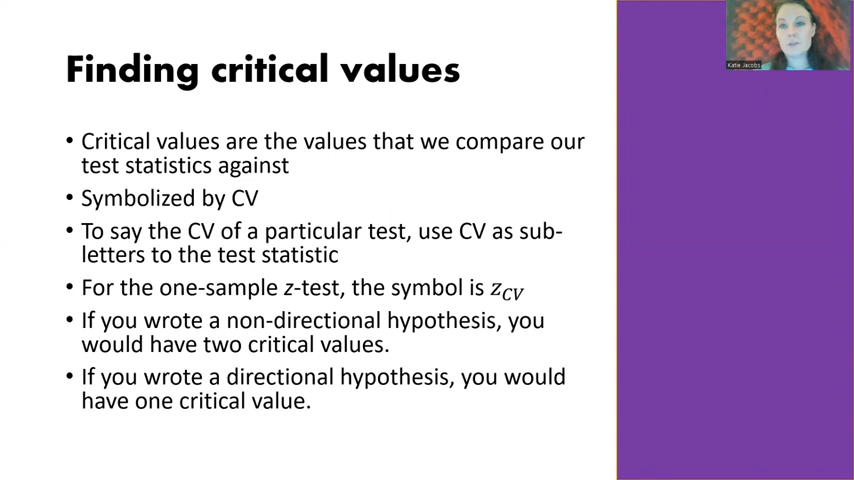 Finding critical values
• Critical values are the values that we compare our
test statistics against
• Symbolized by CV
• To say the CV of a particular test, use CV as sub-
letters to the test statistic
• For the one-sample z-test, the symbol is z_CV
• If you wrote a non-directional hypothesis, you
would have two critical values.
• If you wrote a directional hypothesis, you would
have one critical value.
Katie Jacobs